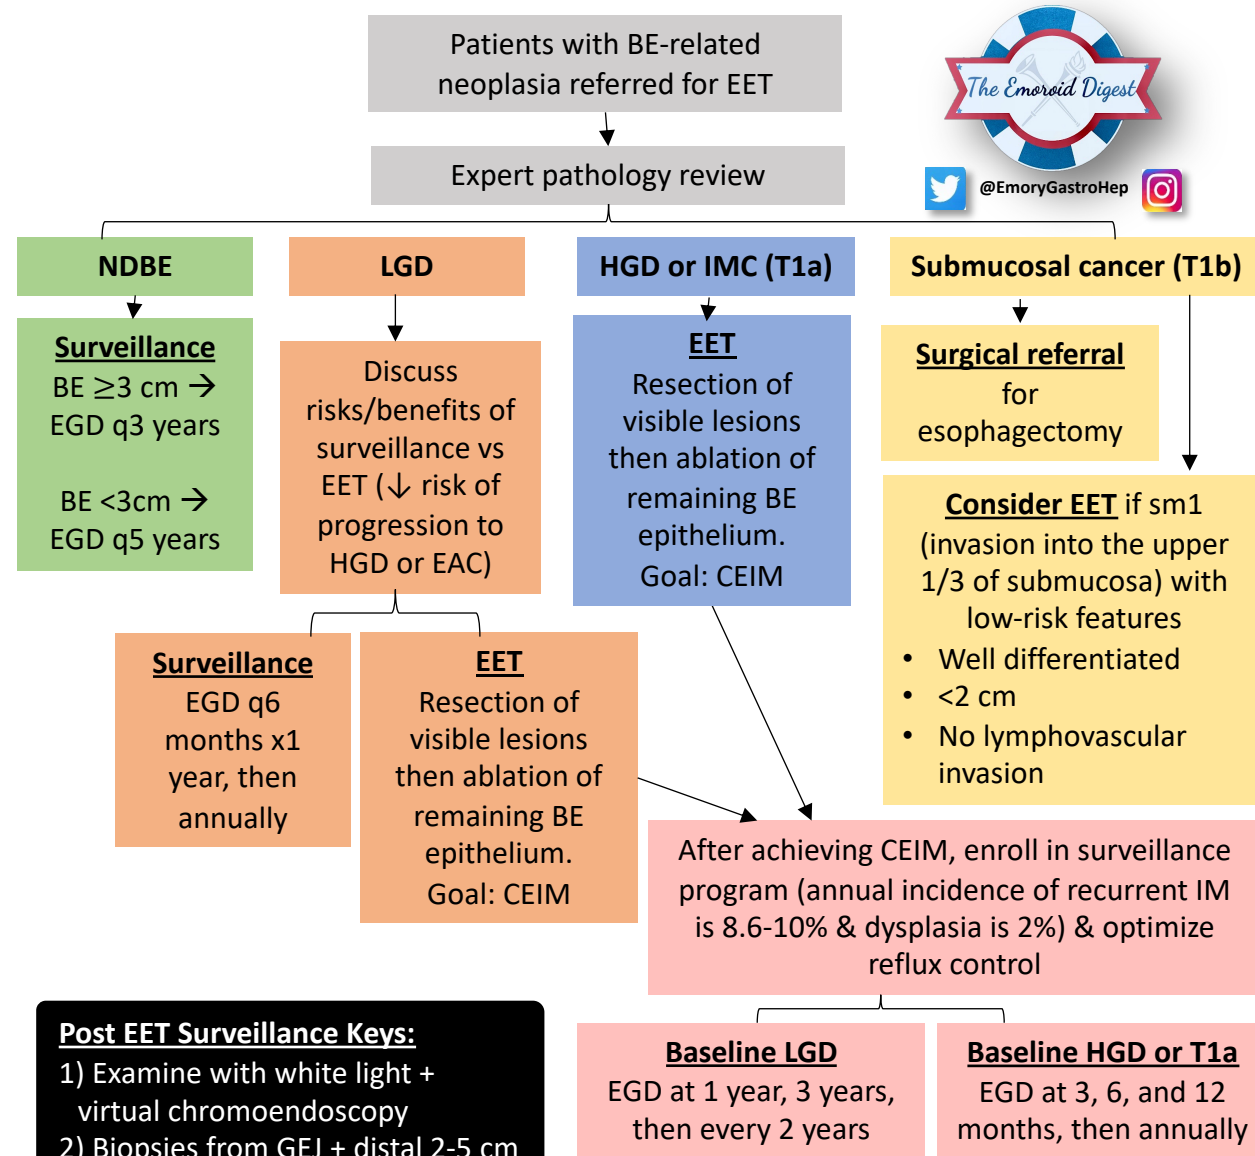 Patients with BE-related
neoplasia referred for EET
The Emoroid Digest
@EmoryGastroHep
Expert pathology review
NDBE
LGD
HGD or IMC (T1a)
Submucosal cancer (T1b)
Surveillance
BE ≥3 cm →
EGD q3 years
BE <3cm →
EGD q5 years
Discuss
risks/benefits of
surveillance vs
EET (↓ risk of
progression to
HGD or EAC)
EET
Resection of
visible lesions
then ablation of
remaining BE
epithelium.
Goal: CEIM
Surgical referral
for
esophagectomy
Consider EET if sm1
(invasion into the upper
1/3 of submucosa) with
low-risk features
• Well differentiated
• <2 cm
• No lymphovascular
invasion
Surveillance
EGD q6
months x1
year, then
annually
EET
Resection of
visible lesions
then ablation of
remaining BE
epithelium.
Goal: CEIM
After achieving CEIM, enroll in surveillance
program (annual incidence of recurrent IM
is 8.6-10% & dysplasia is 2%) & optimize
reflux control
Post EET Surveillance Keys:
1) Examine with white light +
virtual chromoendoscopy
2) Biopsies from GEJ + distal 2-5 cm
Baseline LGD
EGD at 1 year, 3 years,
then every 2 years
Baseline HGD or T1a
EGD at 3, 6, and 12
months, then annually